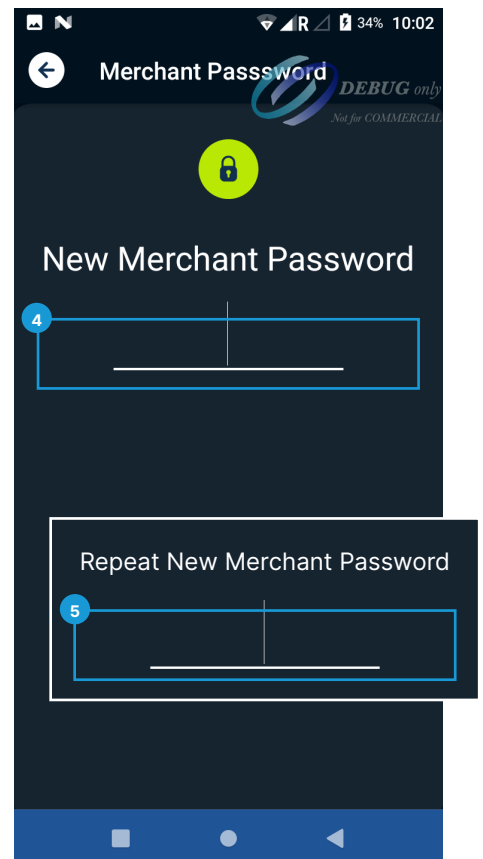 R 34% 10:02
Merchant Passsword
DEBUG only
Not for COMMERCIAL
New Merchant Password
4
Repeat New Merchant Password
5